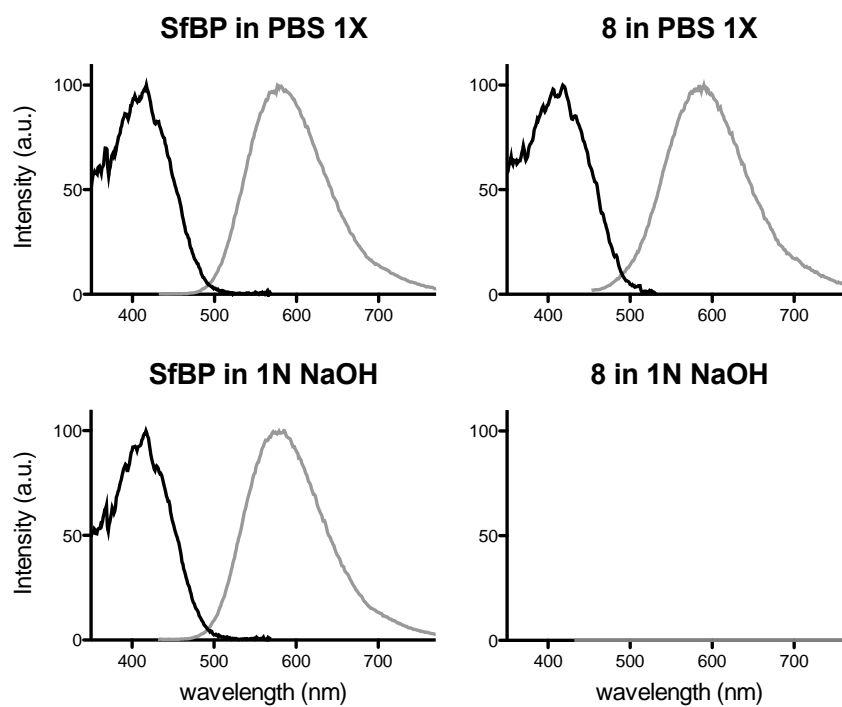 SfBP in PBS 1X
8 in PBS 1X
Intensity (a.u.)
100
50
0
400 500 600 700
100
50
0
400 500 600 700
SfBP in 1N NaOH
8 in 1N NaOH
Intensity (a.u.)
100
50
0
400 500 600 700
wavelength (nm)
100
50
0
400 500 600 700
wavelength (nm)